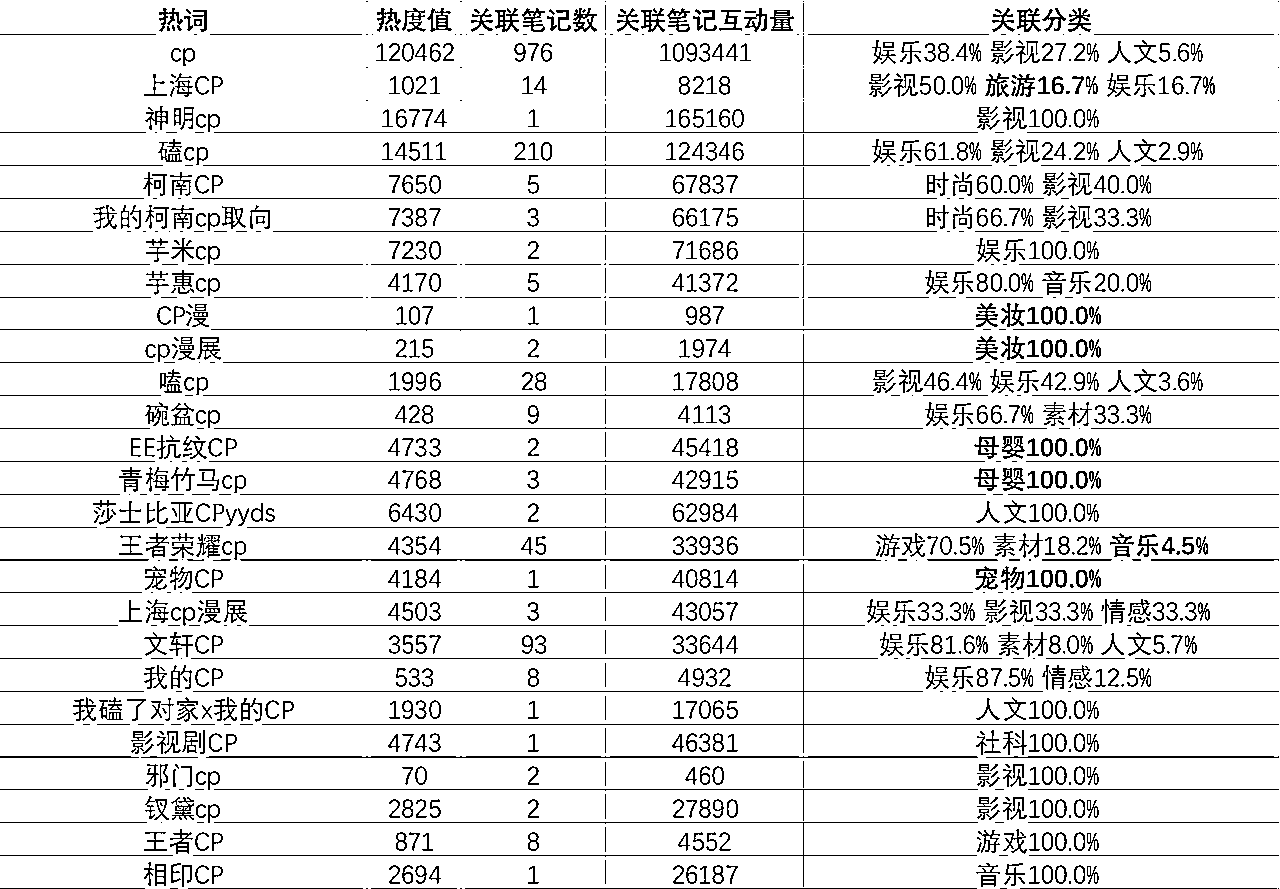 热词 热度值 关联笔记数 关联笔记互动量 关联分类
cp 120462 976 1093441 娱乐38.4% 影视27.2% 人文5.6%
上海CP 1021 14 8218 影视50.0% 旅游16.7% 娱乐16.7%
神明cp 16774 1 165160 影视100.0%
磕cp 14511 210 124346 娱乐61.8% 影视24.2% 人文2.9%
柯南CP 7650 5 67837 时尚60.0% 影视40.0%
我的柯南cp取向 7387 3 66175 时尚66.7% 影视33.3%
芋米cp 7230 2 71686 娱乐100.0%
芋惠cp 4170 5 41372 娱乐80.0% 音乐20.0%
CP漫 107 1 987 美妆100.0%
cp漫展 215 2 1974 美妆100.0%
嗑cp 1996 28 17808 影视46.4% 娱乐42.9% 人文3.6%
碗盆cp 428 9 4113 娱乐66.7% 素材33.3%
EE抗纹CP 4733 2 45418 母婴100.0%
青梅竹马cp 4768 3 42915 母婴100.0%
莎士比亚CPyyds 6430 2 62984 人文100.0%
王者荣耀cp 4354 45 33936 游戏70.5% 素材18.2% 音乐4.5%
宠物CP 4184 1 40814 宠物100.0%
上海cp漫展 4503 3 43057 娱乐33.3% 影视33.3% 情感33.3%
文轩CP 3557 93 33644 娱乐81.6% 素材8.0% 人文5.7%
我的CP 533 8 4932 娱乐87.5% 情感12.5%
我磕了对家x我的CP 1930 1 17065 人文100.0%
影视剧CP 4743 1 46381 社科100.0%
邪门cp 70 2 460 影视100.0%
钗黛cp 2825 2 27890 影视100.0%
王者CP 871 8 4552 游戏100.0%
相印CP 2694 1 26187 音乐100.0%